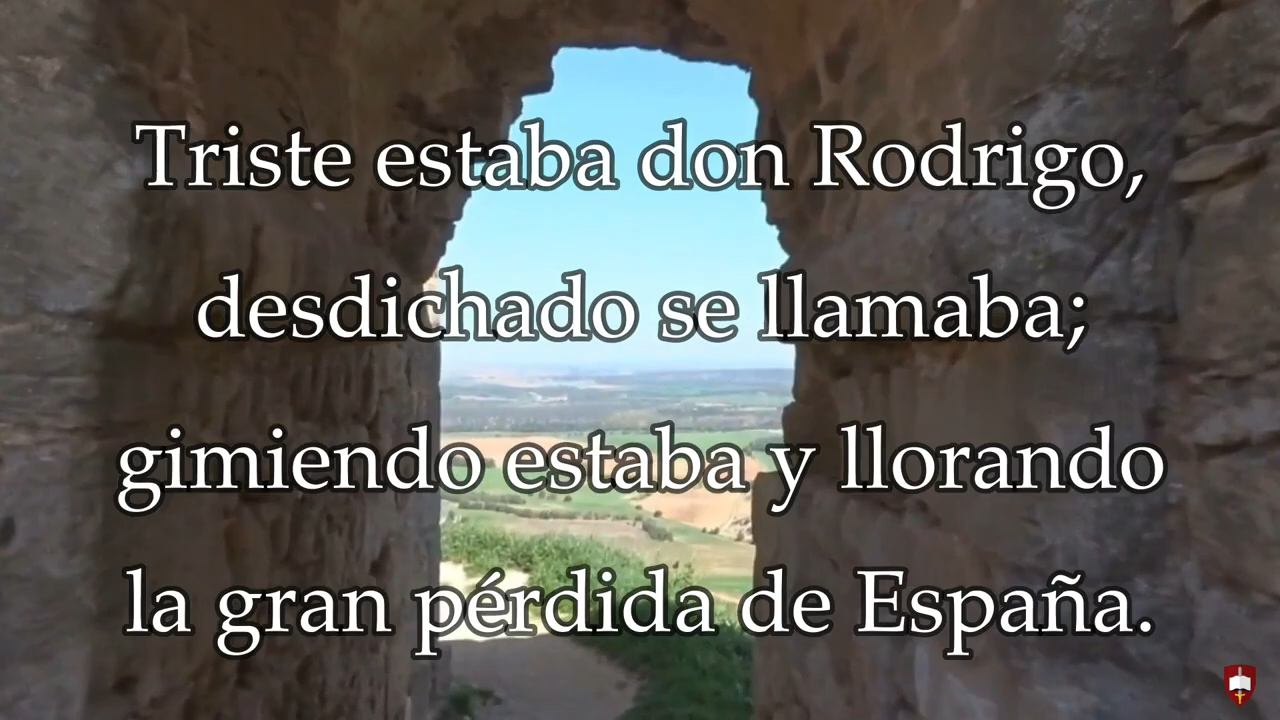 Triste estaba don Rodrigo,
desdichado se llamaba;
gimiendo estaba y llorando
la gran pérdida de España.